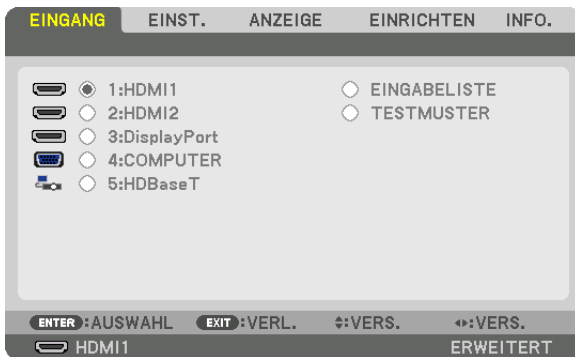 EINGANG EINST. ANZEIGE EINRICHTEN INFO.
1:HDMI1 EINGABELISTE
2:HDMI2 TESTMUSTER
3:DisplayPort
4:COMPUTER
5:HDBaseT
ENTER :AUSWAHL EXIT :VERL. :VERS. :VERS.
HDMI1 ERWEITERT